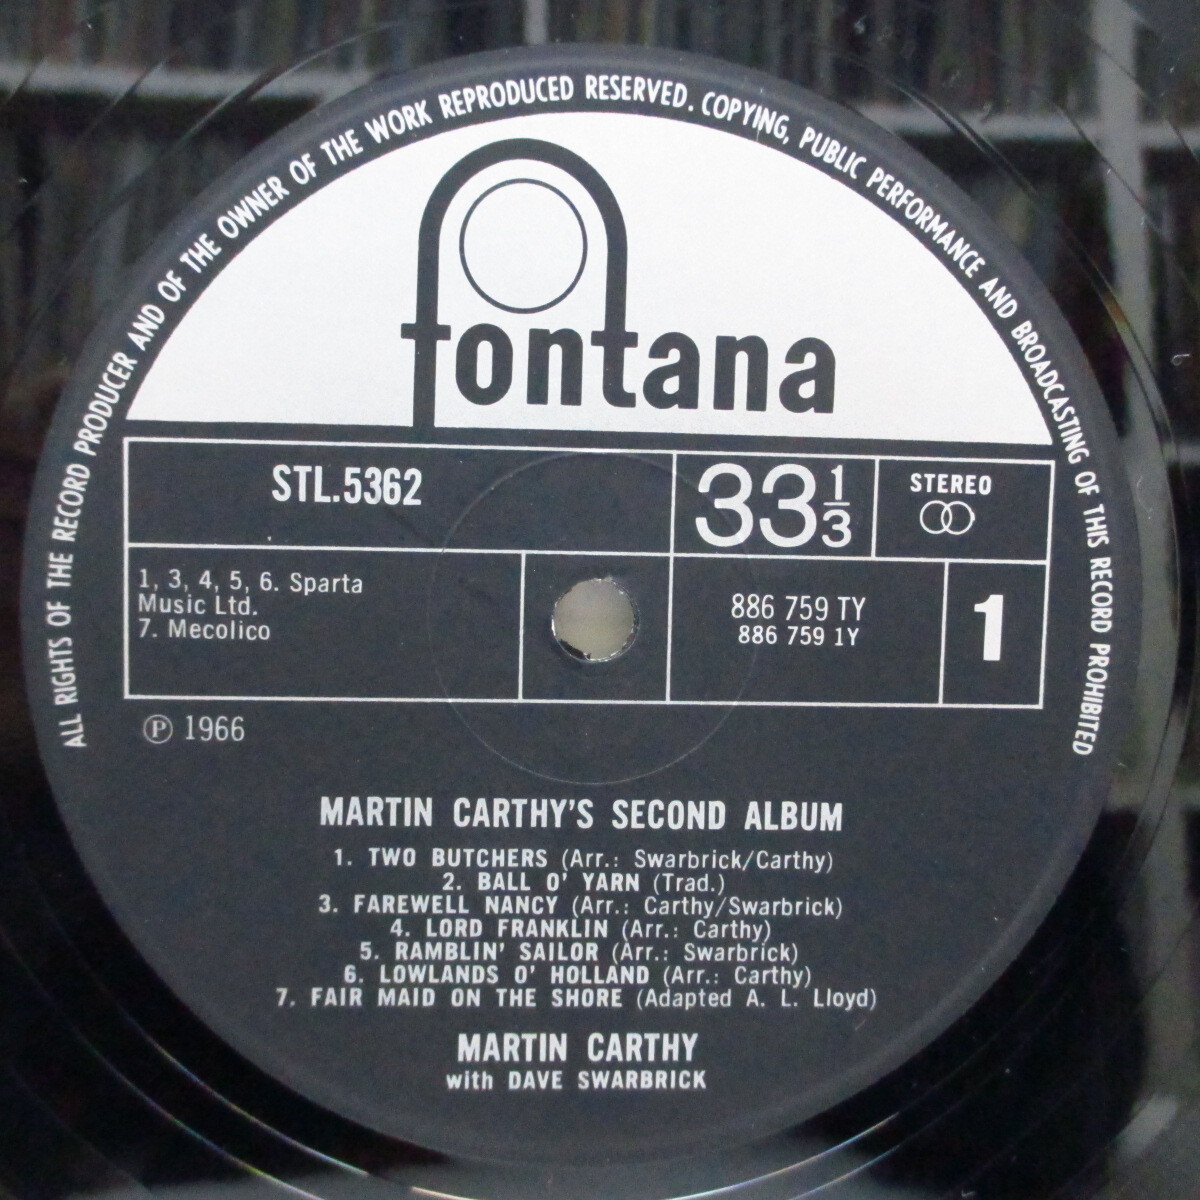 ALL RIGHTS OF THE RECORD PRODUCER AND OF THE OWNER OF THE WORK REPRODUCED RESERVED. COPYING, PUBLIC PERFORMANCE AND BROADCASTING OF THIS RECORD PROHIBITED
fontana
STL.5362
33 1/3
STEREO
1, 3, 4, 5, 6. Sparta
Music Ltd.
7. Mecolico
886 759 TY
886 759 1Y
1
Ⓟ 1966
MARTIN CARTHY'S SECOND ALBUM
1. TWO BUTCHERS (Arr.: Swarbrick/Carthy)
2. BALL O' YARN (Trad.)
3. FAREWELL NANCY (Arr.: Carthy/Swarbrick)
4. LORD FRANKLIN (Arr.: Carthy)
5. RAMBLIN' SAILOR (Arr.: Swarbrick)
6. LOWLANDS O' HOLLAND (Arr.: Carthy)
7. FAIR MAID ON THE SHORE (Adapted A. L. Lloyd)
MARTIN CARTHY
with DAVE SWARBRICK